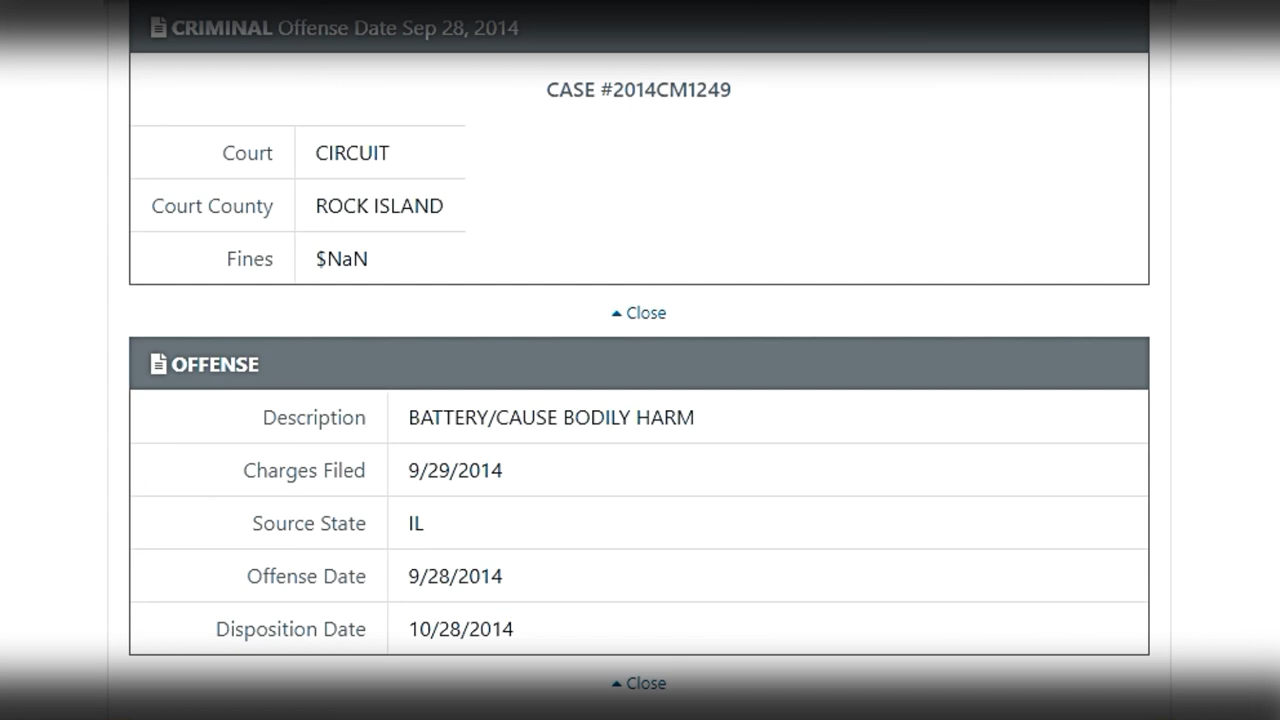 CRIMINAL Offense Date Sep 28, 2014
CASE #2014CM1249
Court CIRCUIT
Court County ROCK ISLAND
Fines $NaN
Close
OFFENSE
Description BATTERY/CAUSE BODILY HARM
Charges Filed 9/29/2014
Source State IL
Offense Date 9/28/2014
Disposition Date 10/28/2014
Close